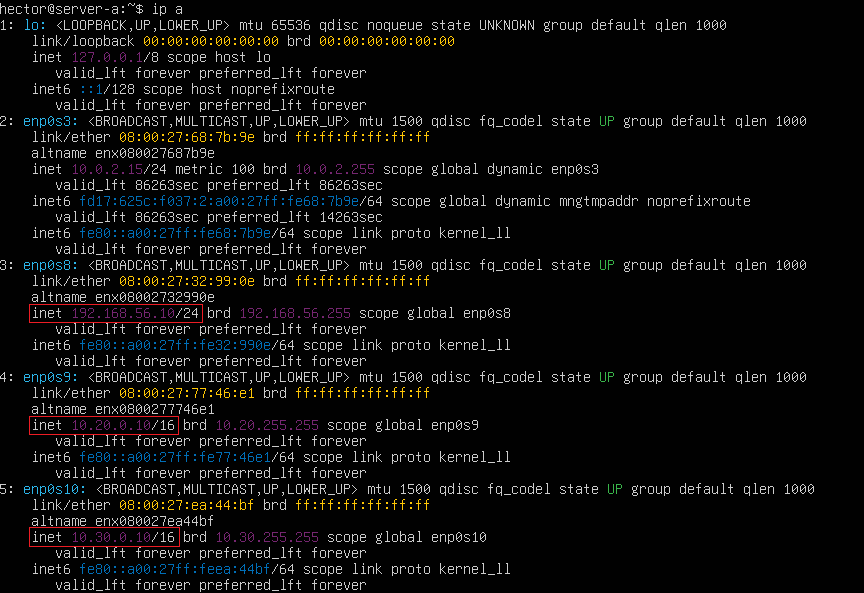 hector@server-a:~$ ip a
1: lo: <LOOPBACK,UP,LOWER_UP> mtu 65536 qdisc noqueue state UNKNOWN group default qlen 1000
    link/loopback 00:00:00:00:00:00 brd 00:00:00:00:00:00
    inet 127.0.0.1/8 scope host lo
       valid_lft forever preferred_lft forever
    inet6 ::1/128 scope host noprefixroute
       valid_lft forever preferred_lft forever
2: enp0s3: <BROADCAST,MULTICAST,UP,LOWER_UP> mtu 1500 qdisc fq_codel state UP group default qlen 1000
    link/ether 08:00:27:68:7b:9e brd ff:ff:ff:ff:ff:ff
    altname enx080027687b9e
    inet 10.0.2.15/24 metric 100 brd 10.0.2.255 scope global dynamic enp0s3
       valid_lft 86263sec preferred_lft 86263sec
    inet6 fd17:625c:f037:2:a00:27ff:fe68:7b9e/64 scope global dynamic mngtmpaddr noprefixroute
       valid_lft 86263sec preferred_lft 14263sec
    inet6 fe80::a00:27ff:fe68:7b9e/64 scope link proto kernel_ll
       valid_lft forever preferred_lft forever
3: enp0s8: <BROADCAST,MULTICAST,UP,LOWER_UP> mtu 1500 qdisc fq_codel state UP group default qlen 1000
    link/ether 08:00:27:32:99:0e brd ff:ff:ff:ff:ff:ff
    altname enx08002732990e
    inet 192.168.56.10/24 brd 192.168.56.255 scope global enp0s8
       valid_lft forever preferred_lft forever
    inet6 fe80::a00:27ff:fe32:990e/64 scope link proto kernel_ll
       valid_lft forever preferred_lft forever
4: enp0s9: <BROADCAST,MULTICAST,UP,LOWER_UP> mtu 1500 qdisc fq_codel state UP group default qlen 1000
    link/ether 08:00:27:77:46:e1 brd ff:ff:ff:ff:ff:ff
    altname enx0800277746e1
    inet 10.20.0.10/16 brd 10.20.255.255 scope global enp0s9
       valid_lft forever preferred_lft forever
    inet6 fe80::a00:27ff:fe77:46e1/64 scope link proto kernel_ll
       valid_lft forever preferred_lft forever
5: enp0s10: <BROADCAST,MULTICAST,UP,LOWER_UP> mtu 1500 qdisc fq_codel state UP group default qlen 1000
    link/ether 08:00:27:ea:44:bf brd ff:ff:ff:ff:ff:ff
    altname enx080027ea44bf
    inet 10.30.0.10/16 brd 10.30.255.255 scope global enp0s10
       valid_lft forever preferred_lft forever
    inet6 fe80::a00:27ff:feea:44bf/64 scope link proto kernel_ll
       valid_lft forever preferred_lft forever